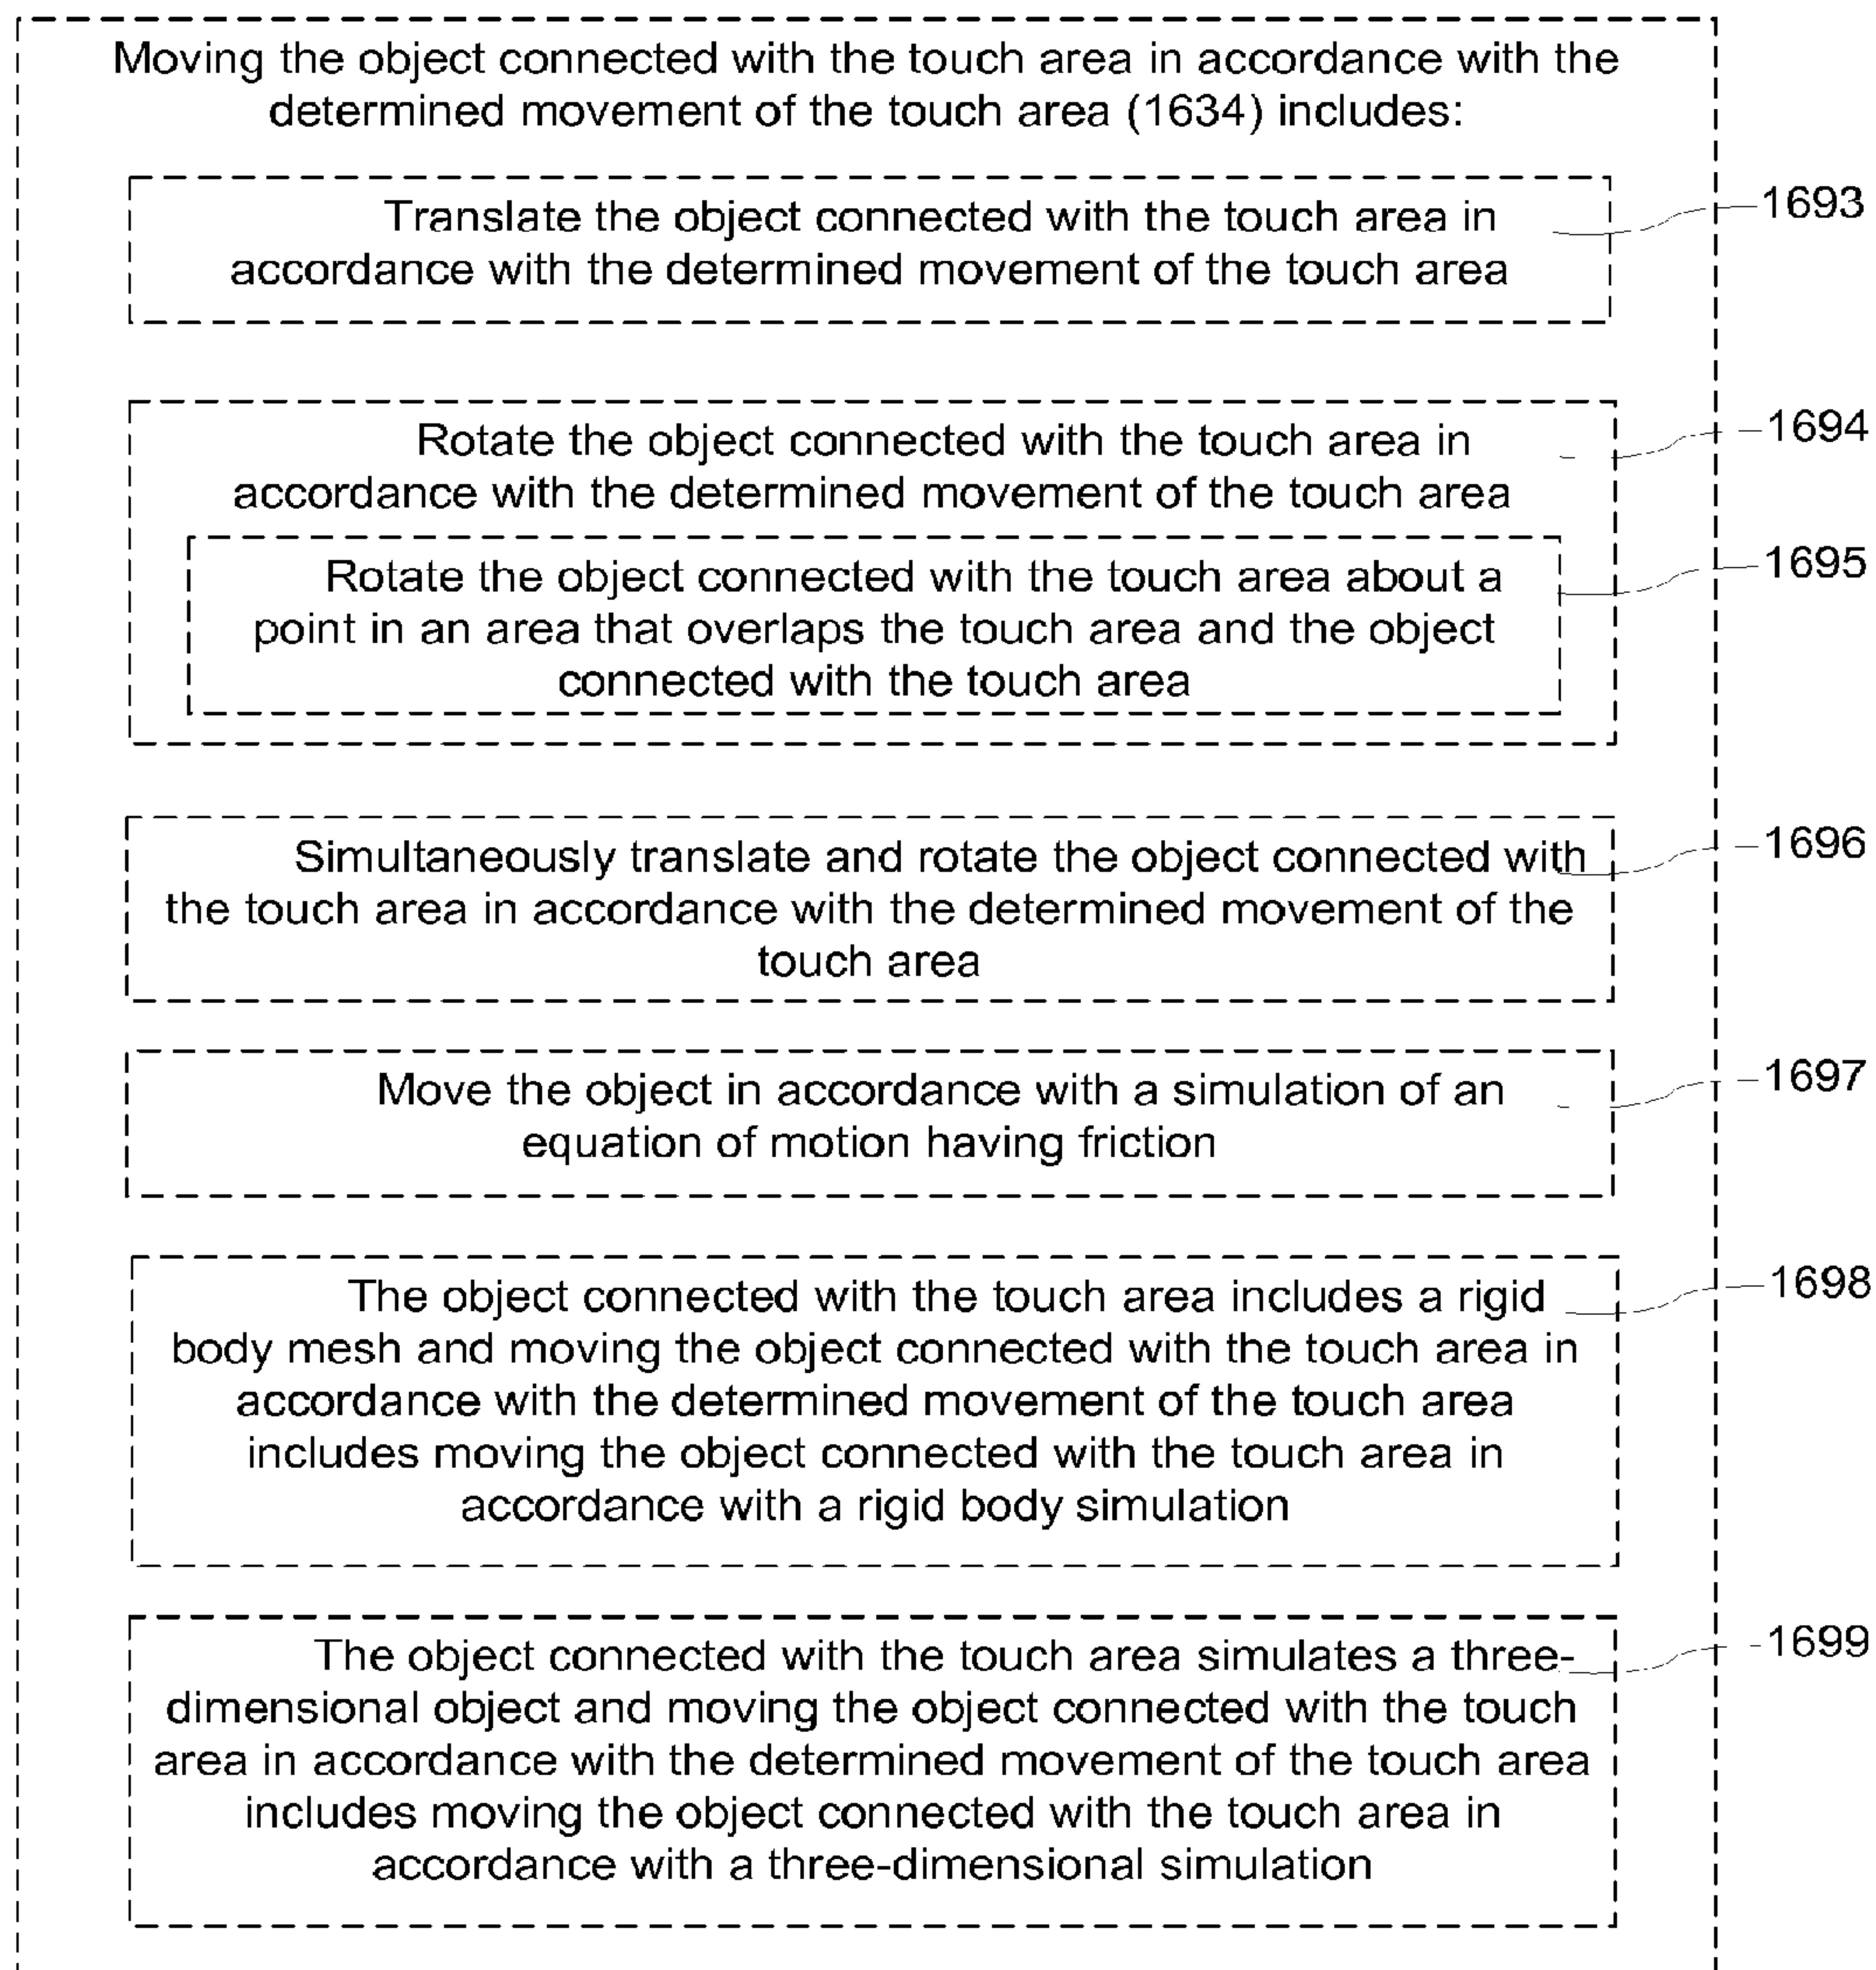 Moving the object connected with the touch area in accordance with the
determined movement of the touch area (1634) includes:
Translate the object connected with the touch area in
accordance with the determined movement of the touch area
1693
Rotate the object connected with the touch area in
accordance with the determined movement of the touch area
1694
Rotate the object connected with the touch area about a
point in an area that overlaps the touch area and the object
connected with the touch area
1695
Simultaneously translate and rotate the object connected with
the touch area in accordance with the determined movement of the
touch area
1696
Move the object in accordance with a simulation of an
equation of motion having friction
1697
The object connected with the touch area includes a rigid
body mesh and moving the object connected with the touch area in
accordance with the determined movement of the touch area
includes moving the object connected with the touch area in
accordance with a rigid body simulation
1698
The object connected with the touch area simulates a three-
dimensional object and moving the object connected with the touch
area in accordance with the determined movement of the touch area
includes moving the object connected with the touch area in
accordance with a three-dimensional simulation
1699